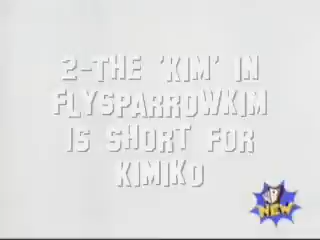 2-THE 'KIM' IN
FLYSPARROWKIM
IS SHORT FOR
KIMIKO
NEW